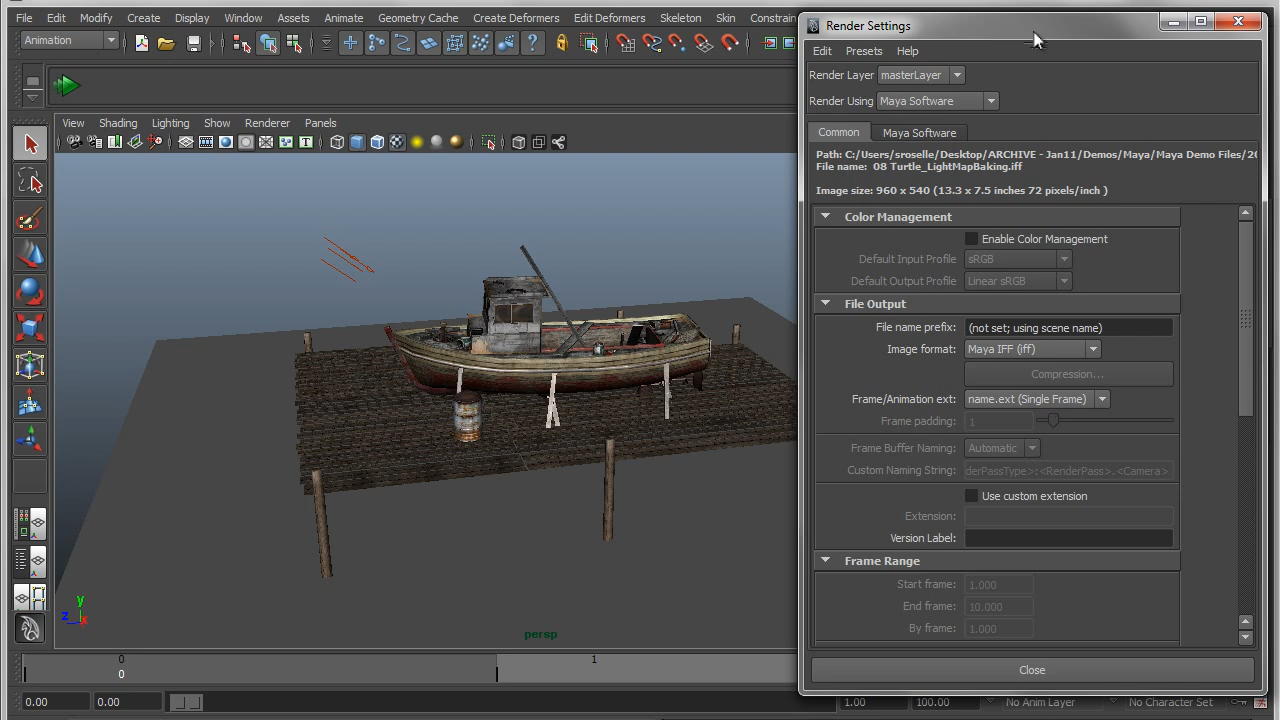 File Edit Modify Create Display Window Assets Animate Geometry Cache Create Deformers Edit Deformers Skeleton Skin Constrain
Animation
View Shading Lighting Show Renderer Panels
Render Settings
Edit Presets Help
Render Layer masterLayer
Render Using Maya Software
Common Maya Software
Path: C:/Users/sroselle/Desktop/ARCHIVE - Jan11/Demos/Maya/Maya Demo Files/20
File name: 08 Turtle_LightMapBaking.iff
Image size: 960 x 540 (13.3 x 7.5 inches 72 pixels/inch )
Color Management
Enable Color Management
Default Input Profile sRGB
Default Output Profile Linear sRGB
File Output
File name prefix: (not set; using scene name)
Image format: Maya IFF (iff)
Compression...
Frame/Animation ext: name.ext (Single Frame)
Frame padding: 1
Frame Buffer Naming: Automatic
Custom Naming String: derPassType>:<RenderPass>.<Camera>
Use custom extension
Extension:
Version Label:
Frame Range
Start frame: 1.000
End frame: 10.000
By frame: 1.000
Close
y
z x
persp
0 1
0
0.00 0.00 1.00 100.00 No Anim Layer No Character Set